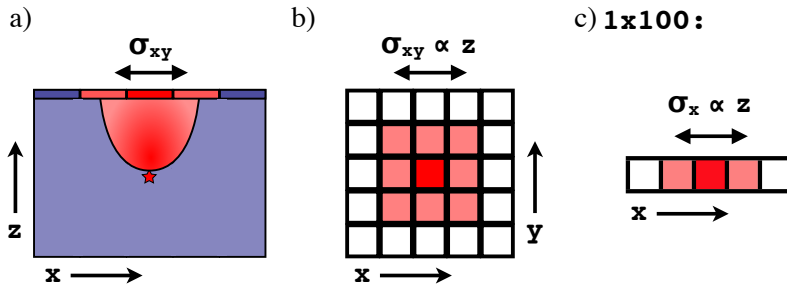 a)
σxy
z
x
b)
σxy ∝ z
y
x
c) 1x100:
σx ∝ z
x